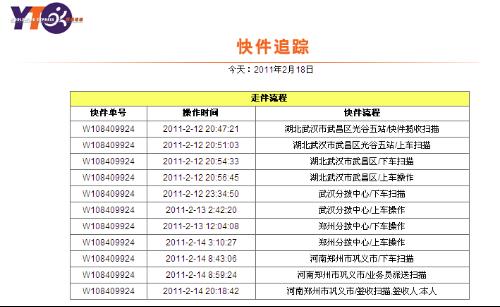 YTO
快件追踪
今天：2011年2月18日
走件流程
快件单号 操作时间 快件流程
W108409924 2011-2-12 20:47:21 湖北武汉市武昌区光谷五站/快件揽收扫描
W108409924 2011-2-12 20:51:03 湖北武汉市武昌区光谷五站/上车扫描
W108409924 2011-2-12 20:54:33 湖北武汉市武昌区/下车扫描
W108409924 2011-2-12 20:56:45 湖北武汉市武昌区/上车操作
W108409924 2011-2-12 23:34:50 武汉分拨中心/下车扫描
W108409924 2011-2-13 2:42:20 武汉分拨中心/上车操作
W108409924 2011-2-13 12:04:08 郑州分拨中心/下车操作
W108409924 2011-2-14 3:10:27 郑州分拨中心/上车操作
W108409924 2011-2-14 8:43:06 河南郑州市巩义市/下车扫描
W108409924 2011-2-14 8:59:24 河南郑州市巩义市/业务员派送扫描
W108409924 2011-2-14 20:18:42 河南郑州市巩义市/签收扫描,签收人:本人